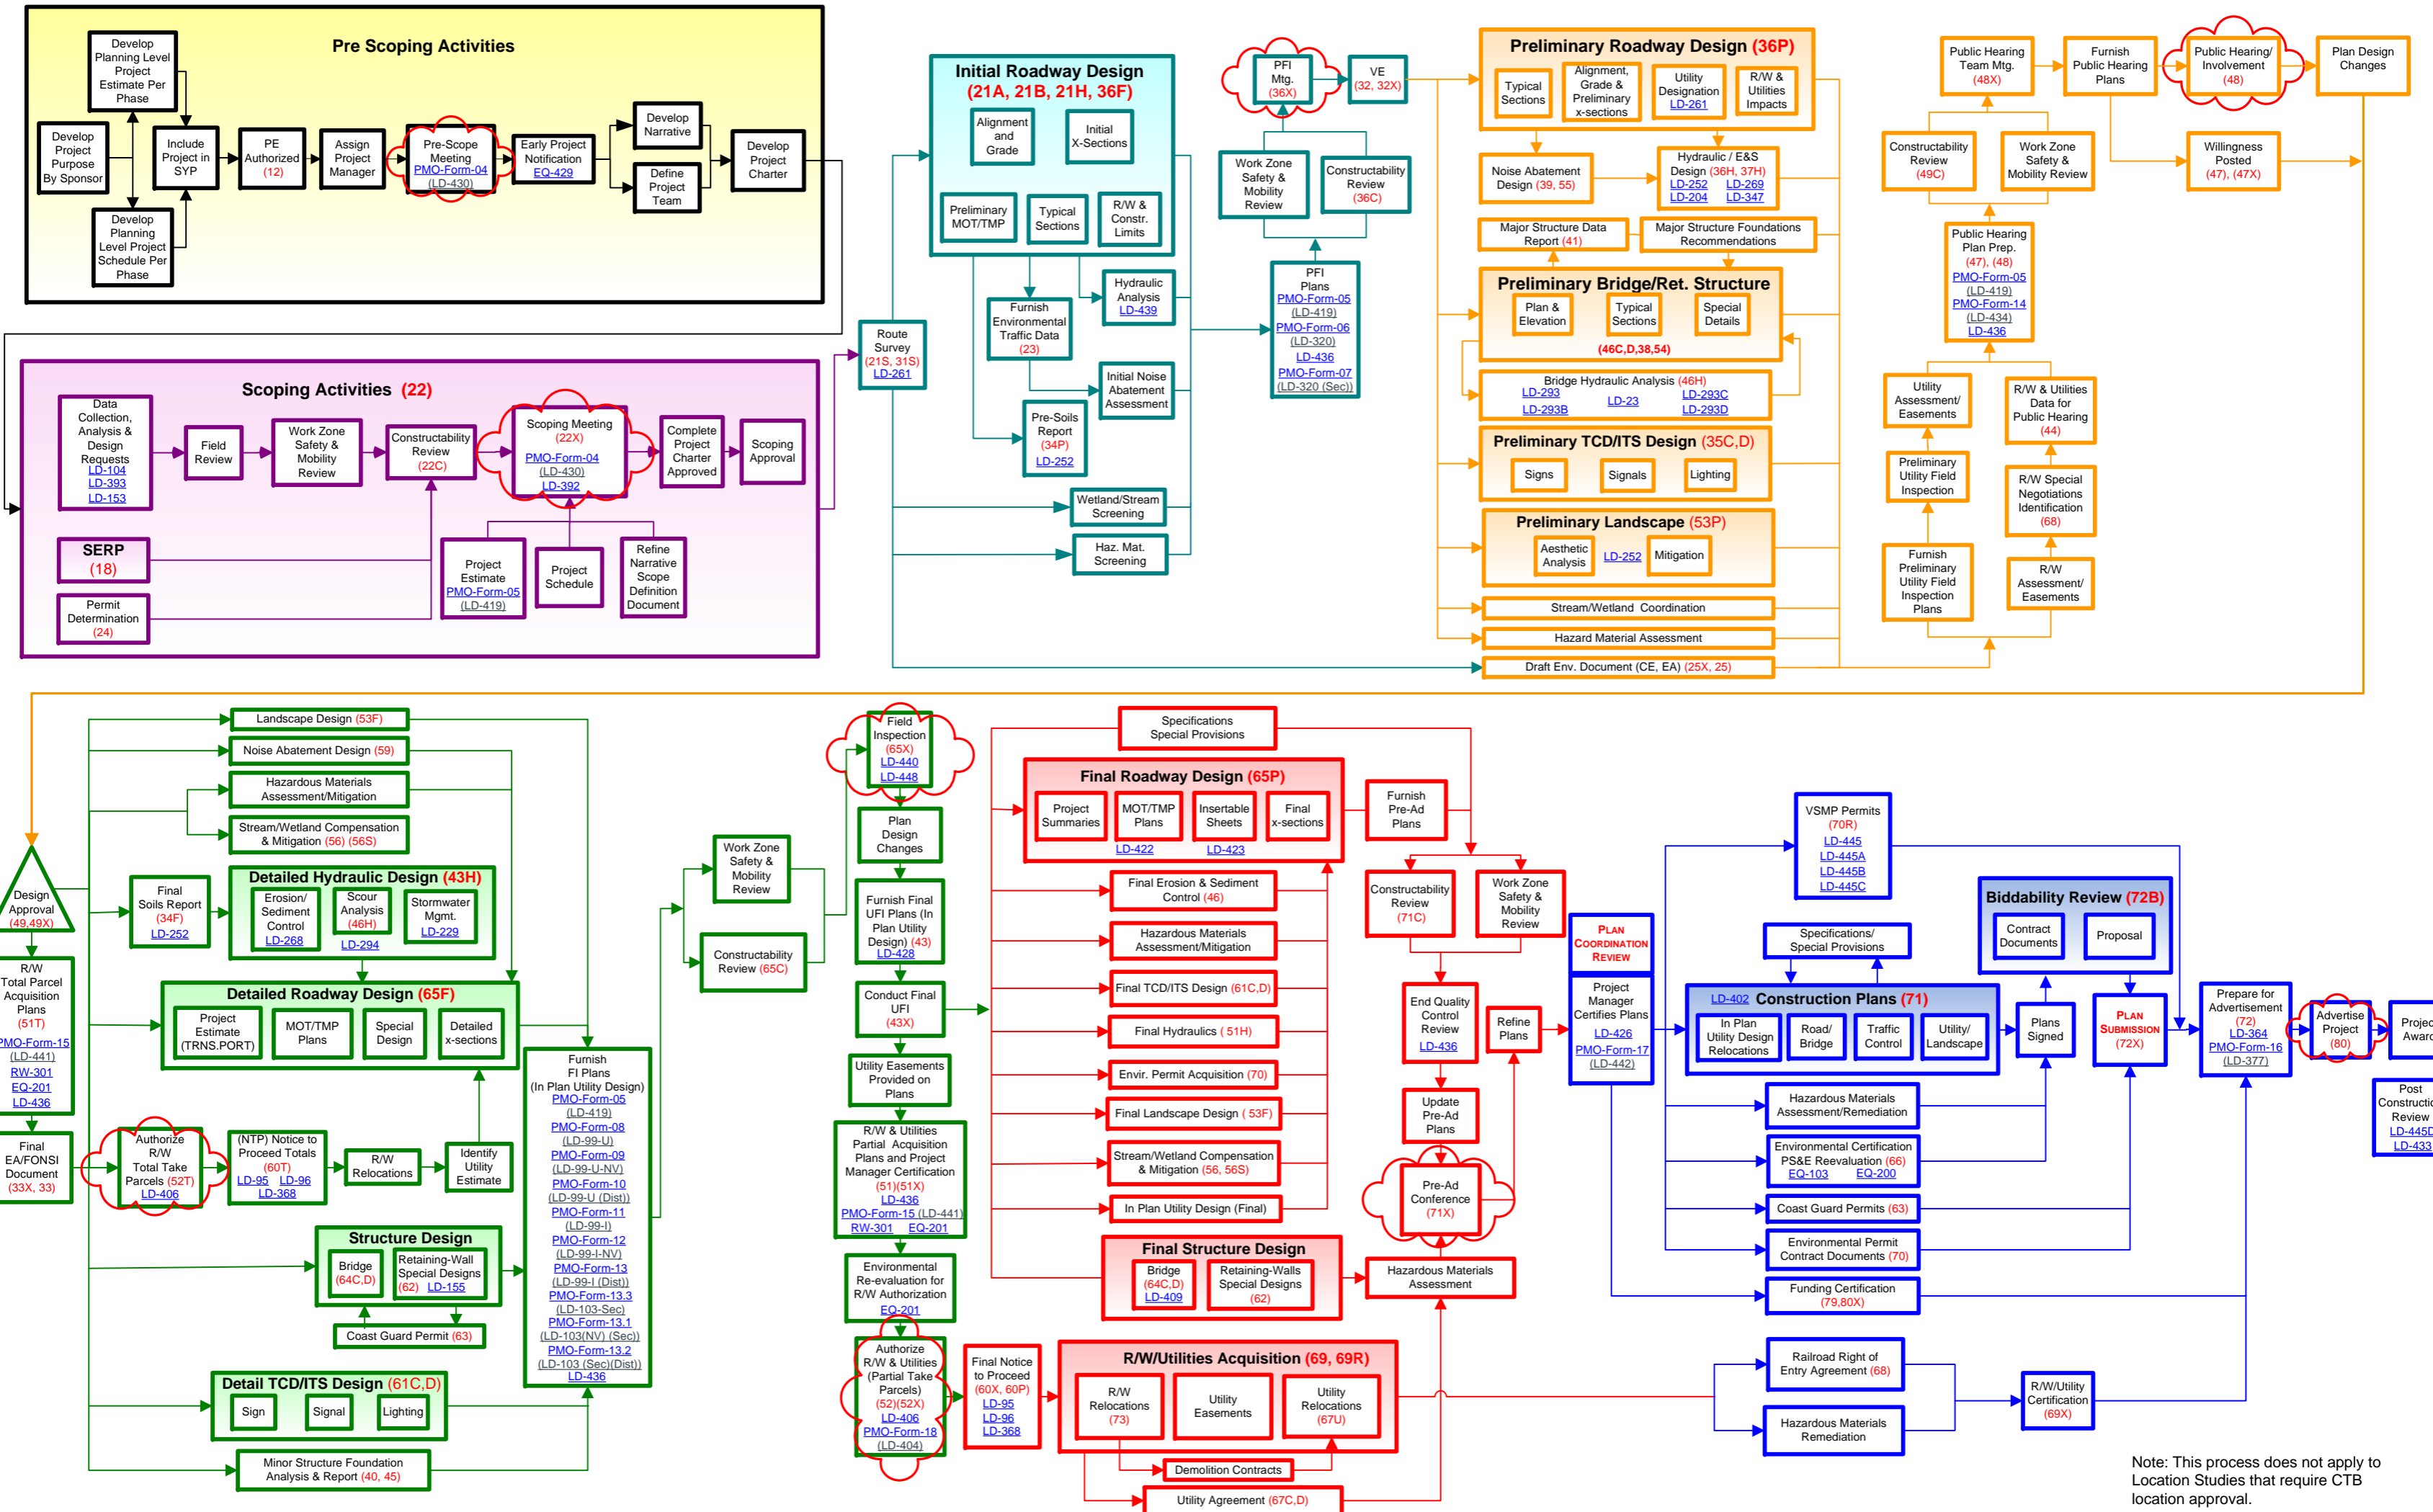 Pre Scoping Activities
Develop
Planning Level
Project
Estimate Per
Phase
Develop
Project
Purpose
By Sponsor
Develop
Planning
Level Project
Schedule Per
Phase
Include
Project in
SYP
PE
Authorized
(12)
Assign
Project
Manager
Pre-Scope
Meeting
PMO-Form-04
(LD-430)
Early Project
Notification
EQ-429
Develop
Narrative
Define
Project
Team
Develop
Project
Charter
Scoping Activities (22)
Data
Collection,
Analysis &
Design
Requests
LD-104
LD-393
LD-153
Field
Review
Work Zone
Safety &
Mobility
Review
Constructability
Review
(22C)
Scoping Meeting
(22X)
PMO-Form-04
(LD-430)
LD-392
Complete
Project
Charter
Approved
Scoping
Approval
SERP
(18)
Permit
Determination
(24)
Project
Estimate
PMO-Form-05
(LD-419)
Project
Schedule
Refine
Narrative
Scope
Definition
Document
Route
Survey
(21S, 31S)
LD-261
Initial Roadway Design
(21A, 21B, 21H, 36F)
Alignment
and
Grade
Initial
X-Sections
Preliminary
MOT/TMP
Typical
Sections
R/W &
Constr.
Limits
Furnish
Environmental
Traffic Data
(23)
Hydraulic
Analysis
LD-439
Initial Noise
Abatement
Assessment
Pre-Soils
Report
(34P)
LD-252
Wetland/Stream
Screening
Haz. Mat.
Screening
PFI
Mtg.
(36X)
VE
(32, 32X)
Work Zone
Safety &
Mobility
Review
Constructability
Review
(36C)
PFI
Plans
PMO-Form-05
(LD-419)
PMO-Form-06
(LD-320)
LD-436
PMO-Form-07
(LD-320 (Sec))
Preliminary Roadway Design (36P)
Typical
Sections
Alignment,
Grade &
Preliminary
x-sections
Utility
Designation
LD-261
R/W &
Utilities
Impacts
Noise Abatement
Design (39, 55)
Hydraulic / E&S
Design (36H, 37H)
LD-252 LD-269
LD-204 LD-347
Major Structure Data
Report (41)
Major Structure Foundations
Recommendations
Preliminary Bridge/Ret. Structure
Plan &
Elevation
Typical
Sections
Special
Details
(46C,D,38,54)
Bridge Hydraulic Analysis (46H)
LD-293 LD-23 LD-293C
LD-293B LD-293D
Preliminary TCD/ITS Design (35C,D)
Signs
Signals
Lighting
Preliminary Landscape (53P)
Aesthetic
Analysis
LD-252
Mitigation
Stream/Wetland Coordination
Hazard Material Assessment
Draft Env. Document (CE, EA) (25X, 25)
Public Hearing
Team Mtg.
(48X)
Furnish
Public Hearing
Plans
Public Hearing/
Involvement
(48)
Plan Design
Changes
Constructability
Review
(49C)
Work Zone
Safety &
Mobility Review
Willingness
Posted
(47), (47X)
Public Hearing
Plan Prep.
(47), (48)
PMO-Form-05
(LD-419)
PMO-Form-14
(LD-434)
LD-436
Utility
Assessment/
Easements
R/W & Utilities
Data for
Public Hearing
(44)
Preliminary
Utility Field
Inspection
R/W Special
Negotiations
Identification
(68)
Furnish
Preliminary
Utility Field
Inspection
Plans
R/W
Assessment/
Easements
Design
Approval
(49,49X)
R/W
Total Parcel
Acquisition
Plans
(51T)
PMO-Form-15
(LD-441)
RW-301
EQ-201
LD-436
Final
EA/FONSI
Document
(33X, 33)
Landscape Design (53F)
Noise Abatement Design (59)
Hazardous Materials
Assessment/Mitigation
Stream/Wetland Compensation
& Mitigation (56) (56S)
Final
Soils Report
(34F)
LD-252
Detailed Hydraulic Design (43H)
Erosion/
Sediment
Control
LD-268
Scour
Analysis
(46H)
LD-294
Stormwater
Mgmt.
LD-229
Detailed Roadway Design (65F)
Project
Estimate
(TRNS.PORT)
MOT/TMP
Plans
Special
Design
Detailed
x-sections
Authorize
R/W
Total Take
Parcels (52T)
LD-406
(NTP) Notice to
Proceed Totals
(60T)
LD-95 LD-96
LD-368
R/W
Relocations
Identify
Utility
Estimate
Structure Design
Bridge
(64C,D)
Retaining-Wall
Special Designs
(62) LD-155
Coast Guard Permit (63)
Detail TCD/ITS Design (61C,D)
Sign
Signal
Lighting
Minor Structure Foundation
Analysis & Report (40, 45)
Furnish
FI Plans
(In Plan Utility Design)
PMO-Form-05
(LD-419)
PMO-Form-08
(LD-99-U)
PMO-Form-09
(LD-99-U-NV)
PMO-Form-10
(LD-99-U (Dist))
PMO-Form-11
(LD-99-I)
PMO-Form-12
(LD-99-I-NV)
PMO-Form-13
(LD-99-I (Dist))
PMO-Form-13.3
(LD-103-Sec)
PMO-Form-13.1
(LD-103(NV) (Sec))
PMO-Form-13.2
(LD-103 (Sec)(Dist))
LD-436
Work Zone
Safety &
Mobility
Review
Constructability
Review (65C)
Field
Inspection
(65X)
LD-440
LD-448
Plan
Design
Changes
Furnish Final
UFI Plans (In
Plan Utility
Design) (43)
LD-428
Conduct Final
UFI
(43X)
Utility Easements
Provided on
Plans
R/W & Utilities
Partial Acquisition
Plans and Project
Manager Certification
(51)(51X)
LD-436
PMO-Form-15 (LD-441)
RW-301 EQ-201
Environmental
Re-evaluation for
R/W Authorization
EQ-201
Authorize
R/W & Utilities
(Partial Take
Parcels)
(52)(52X)
LD-406
PMO-Form-18
(LD-404)
Specifications
Special Provisions
Final Roadway Design (65P)
Project
Summaries
MOT/TMP
Plans
Insertable
Sheets
Final
x-sections
LD-422 LD-423
Furnish
Pre-Ad
Plans
Final Erosion & Sediment
Control (46)
Hazardous Materials
Assessment/Mitigation
Final TCD/ITS Design (61C,D)
Final Hydraulics ( 51H)
Envir. Permit Acquisition (70)
Final Landscape Design ( 53F)
Stream/Wetland Compensation
& Mitigation (56, 56S)
In Plan Utility Design (Final)
Final Structure Design
Bridge
(64C,D)
LD-409
Retaining-Walls
Special Designs
(62)
Hazardous Materials
Assessment
Final Notice
to Proceed
(60X, 60P)
LD-95
LD-96
LD-368
R/W/Utilities Acquisition (69, 69R)
R/W
Relocations
(73)
Utility
Easements
Utility
Relocations
(67U)
Demolition Contracts
Utility Agreement (67C,D)
Constructability
Review
(71C)
Work Zone
Safety &
Mobility
Review
End Quality
Control
Review
LD-436
Refine
Plans
Update
Pre-Ad
Plans
Pre-Ad
Conference
(71X)
PLAN
COORDINATION
REVIEW
Project
Manager
Certifies Plans
LD-426
PMO-Form-17
(LD-442)
VSMP Permits
(70R)
LD-445
LD-445A
LD-445B
LD-445C
Specifications/
Special Provisions
LD-402 Construction Plans (71)
In Plan
Utility Design
Relocations
Road/
Bridge
Traffic
Control
Utility/
Landscape
Biddability Review (72B)
Contract
Documents
Proposal
Plans
Signed
PLAN
SUBMISSION
(72X)
Prepare for
Advertisement
(72)
LD-364
PMO-Form-16
(LD-377)
Advertise
Project
(80)
Project
Award
Post
Constructio
Review
LD-445D
LD-433
Hazardous Materials
Assessment/Remediation
Environmental Certification
PS&E Reevaluation (66)
EQ-103 EQ-200
Coast Guard Permits (63)
Environmental Permit
Contract Documents (70)
Funding Certification
(79,80X)
Railroad Right of
Entry Agreement (68)
Hazardous Materials
Remediation
R/W/Utility
Certification
(69X)
Note: This process does not apply to
Location Studies that require CTB
location approval.